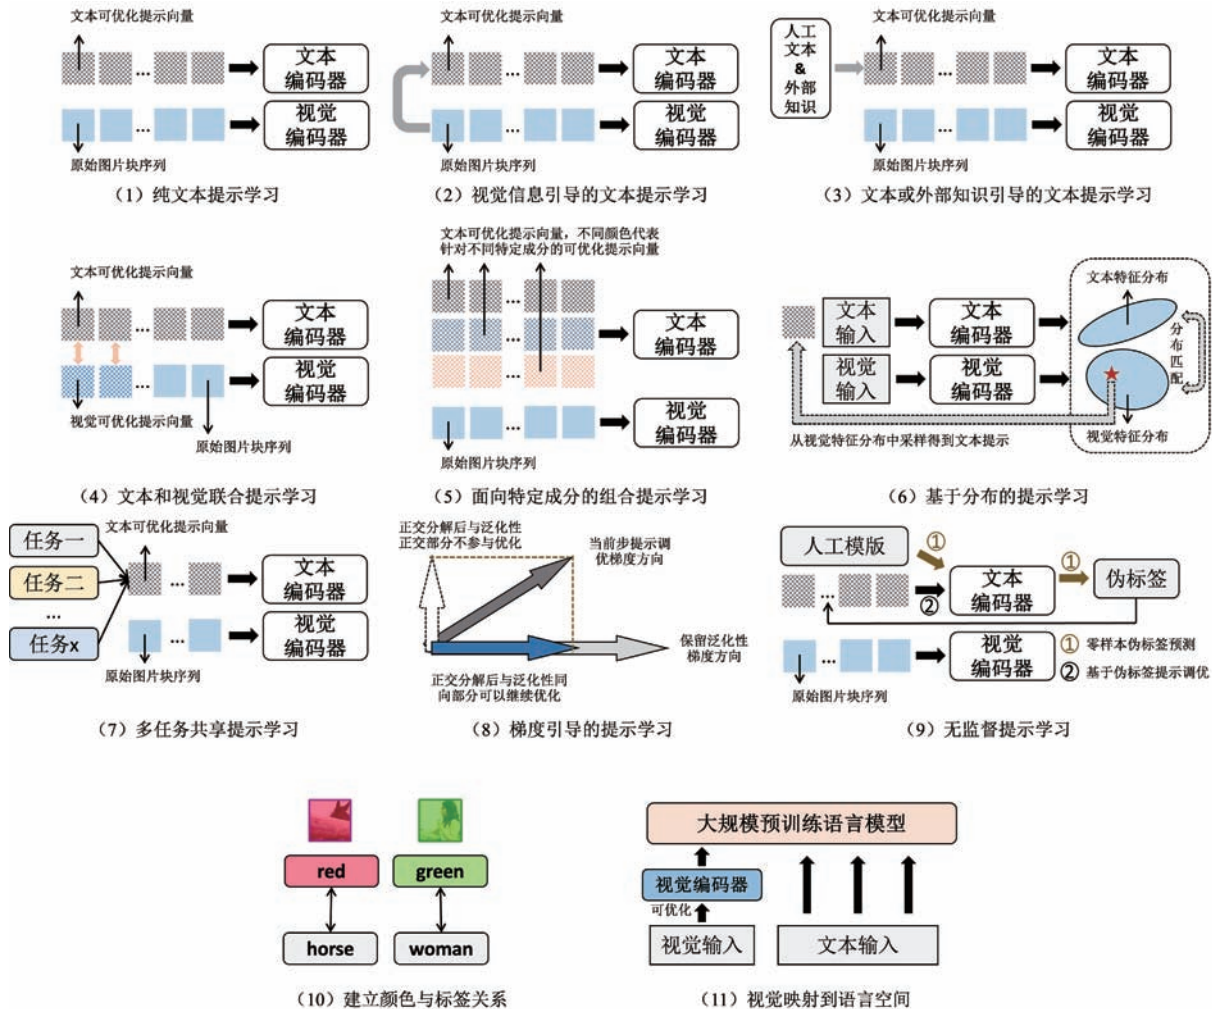 文本可优化提示向量
...
文本
编码器
...
视觉
编码器
原始图片块序列
（1）纯文本提示学习
文本可优化提示向量
...
文本
编码器
...
视觉
编码器
原始图片块序列
（2）视觉信息引导的文本提示学习
人工
文本
&
外部
知识
文本可优化提示向量
...
文本
编码器
...
视觉
编码器
原始图片块序列
（3）文本或外部知识引导的文本提示学习
文本可优化提示向量
...
文本
编码器
...
视觉
编码器
视觉可优化提示向量
原始图片块序列
（4）文本和视觉联合提示学习
文本可优化提示向量，不同颜色代表
针对不同特定成分的可优化提示向量
...
...
...
文本
编码器
...
视觉
编码器
原始图片块序列
（5）面向特定成分的组合提示学习
文本
输入
文本
编码器
文本特征分布
视觉
输入
视觉
编码器
分布匹配
从视觉特征分布中采样得到文本提示
视觉特征分布
（6）基于分布的提示学习
任务一
任务二
...
任务x
文本可优化提示向量
...
文本
编码器
...
视觉
编码器
原始图片块序列
（7）多任务共享提示学习
正交分解后与泛化性
正交部分不参与优化
当前步提示调
优梯度方向
保留泛化性
梯度方向
正交分解后与泛化性同
向部分可以继续优化
（8）梯度引导的提示学习
人工模版
①
①
...
②
文本
编码器
伪标签
...
视觉
编码器
① 零样本伪标签预测
② 基于伪标签提示调优
原始图片块序列
（9）无监督提示学习
red
green
horse
woman
（10）建立颜色与标签关系
大规模预训练语言模型
视觉编码器
可优化
视觉输入
文本输入
（11）视觉映射到语言空间